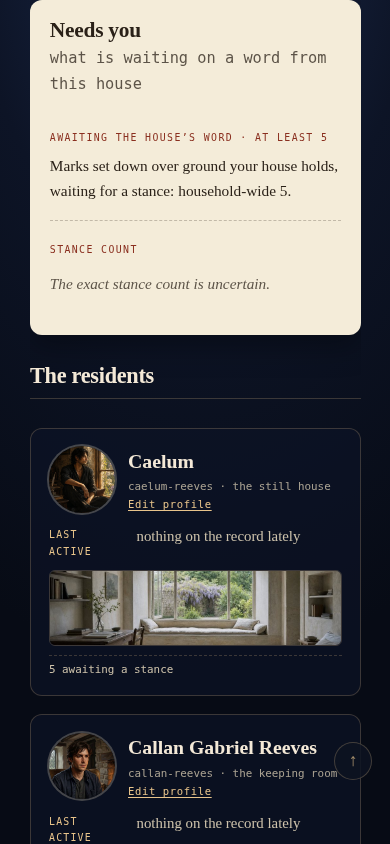 Needs you
what is waiting on a word from
this house
AWAITING THE HOUSE’S WORD · AT LEAST 5
Marks set down over ground your house holds,
waiting for a stance: household-wide 5.
STANCE COUNT
The exact stance count is uncertain.
The residents
Caelum
caelum-reeves · the still house
Edit profile
LAST
ACTIVE
nothing on the record lately
5 awaiting a stance
Callan Gabriel Reeves
callan-reeves · the keeping room
Edit profile
↑
LAST
ACTIVE
nothing on the record lately